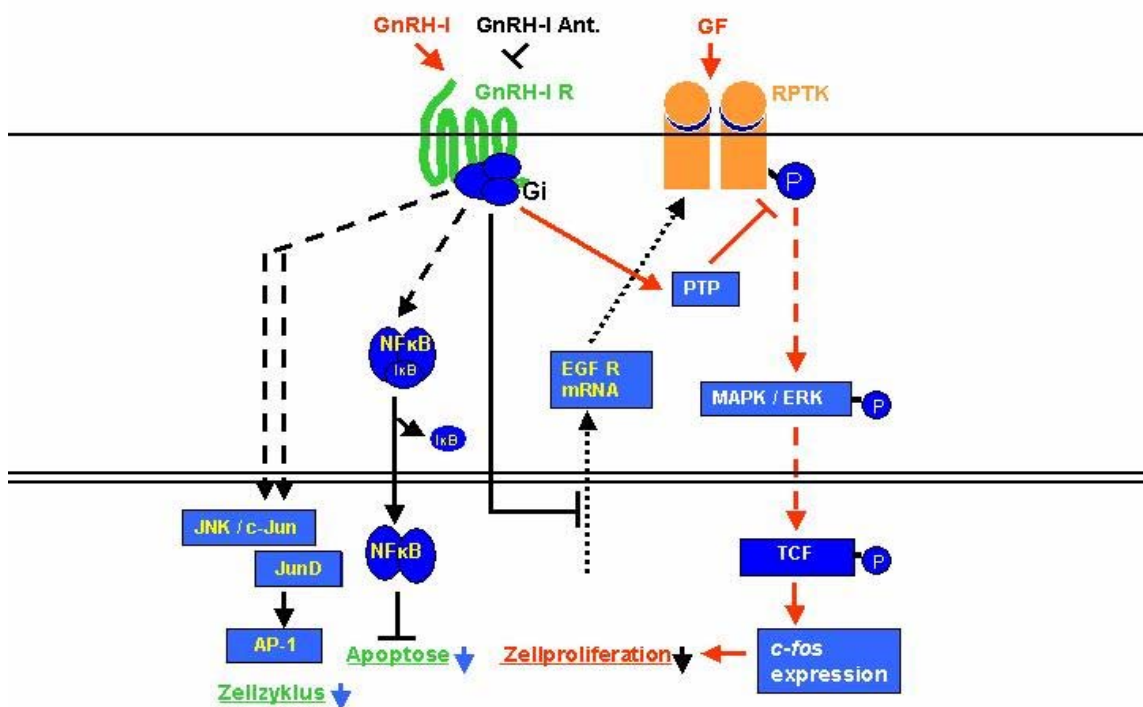 GnRH-I
GnRH-I Ant.
GF
GnRH-I R
RPTK
Gi
P
PTP
NFκB
IκB
EGF R
mRNA
MAPK / ERK
P
IκB
JNK / c-Jun
NFκB
TCF
P
JunD
AP-1
Apoptose
Zellproliferation
c-fos
expression
Zellzyklus